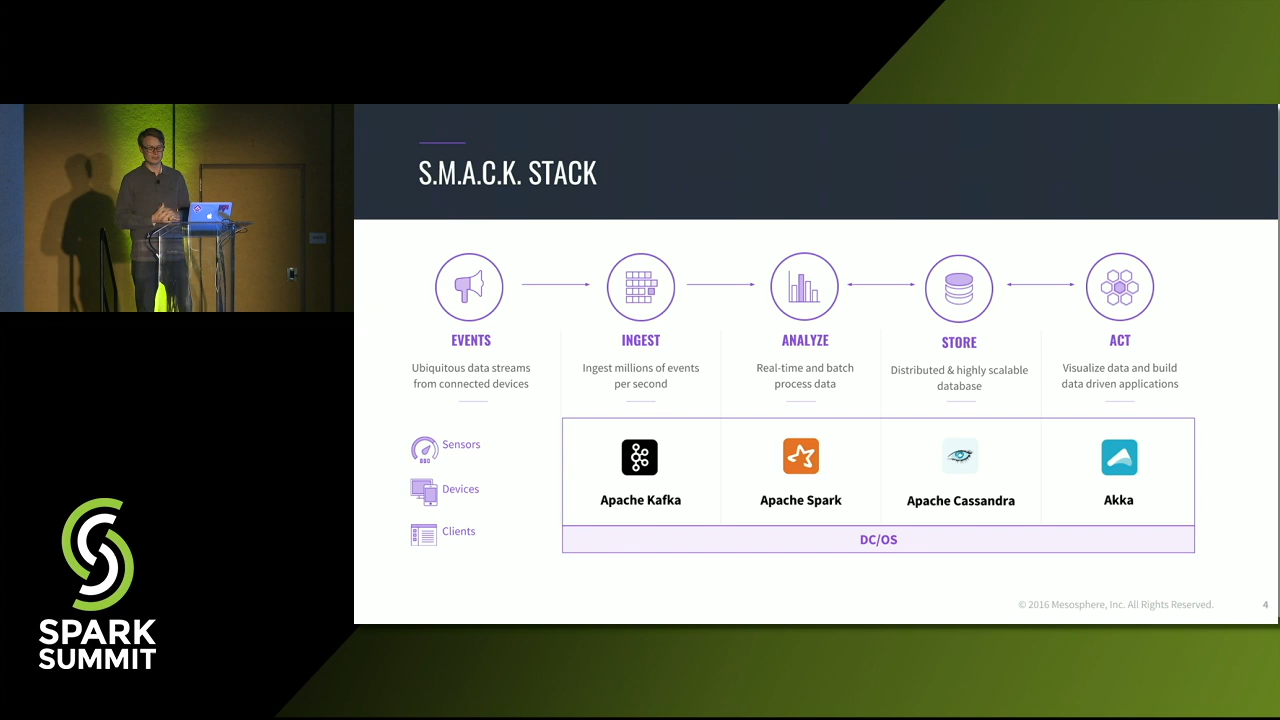 S.M.A.C.K. STACK
EVENTS
Ubiquitous data streams
from connected devices
INGEST
Ingest millions of events
per second
ANALYZE
Real-time and batch
process data
STORE
Distributed & highly scalable
database
ACT
Visualize data and build
data driven applications
Sensors
Devices
Clients
Apache Kafka
Apache Spark
Apache Cassandra
Akka
DC/OS
© 2016 Mesosphere, Inc. All Rights Reserved.
4
SPARK
SUMMIT